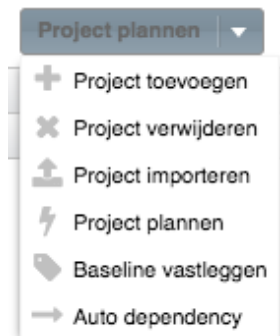 Project plannen
Project toevoegen
Project verwijderen
Project importeren
Project plannen
Baseline vastleggen
Auto dependency